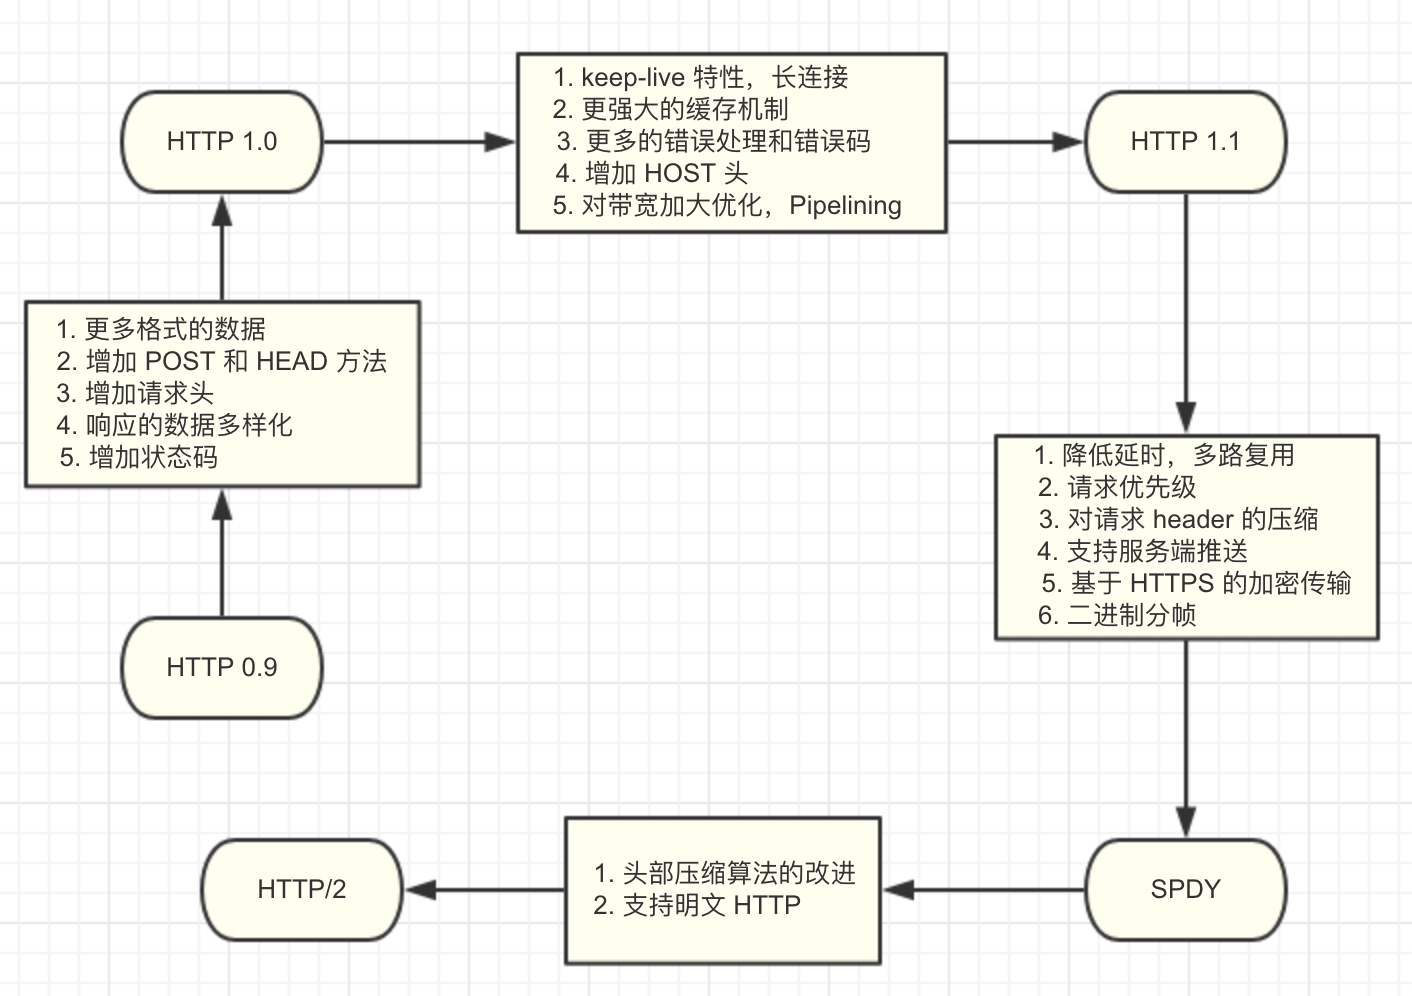 HTTP 1.0
1. keep-live 特性，长连接
2. 更强大的缓存机制
3. 更多的错误处理和错误码
4. 增加 HOST 头
5. 对带宽加大优化，Pipelining
HTTP 1.1
1. 更多格式的数据
2. 增加 POST 和 HEAD 方法
3. 增加请求头
4. 响应的数据多样化
5. 增加状态码
1. 降低延时，多路复用
2. 请求优先级
3. 对请求 header 的压缩
4. 支持服务端推送
5. 基于 HTTPS 的加密传输
6. 二进制分帧
HTTP 0.9
HTTP/2
1. 头部压缩算法的改进
2. 支持明文 HTTP
SPDY